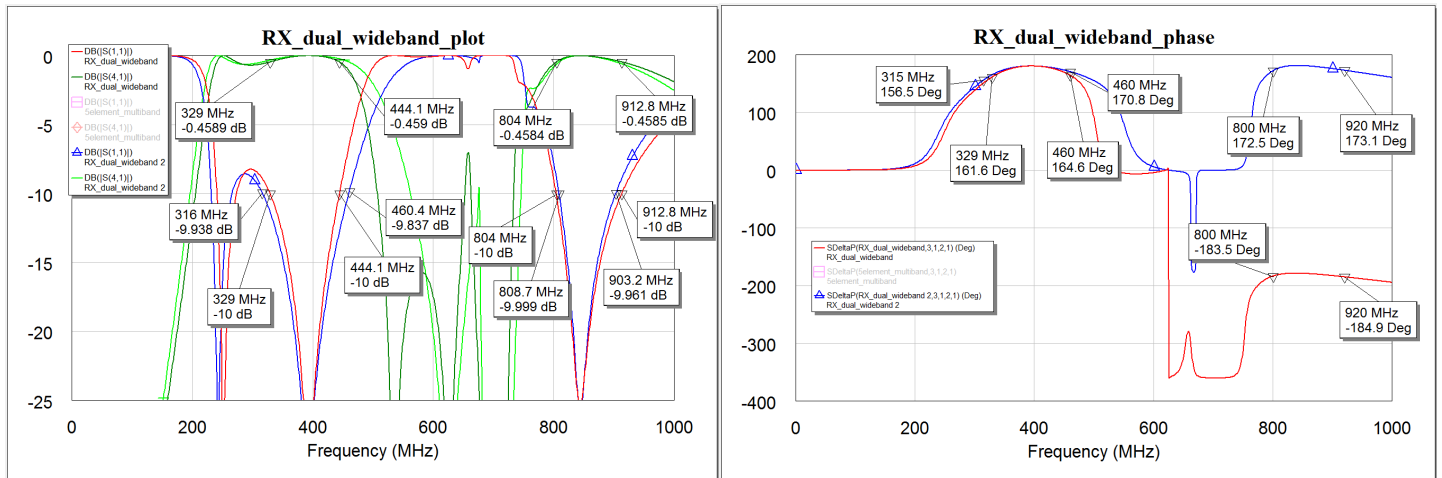 RX_dual_wideband_plot
0
-5
-10
-15
-20
-25
DB(|S(1,1)|)
RX_dual_wideband
DB(|S(4,1)|)
RX_dual_wideband
DB(|S(1,1)|)
5element_multiband
DB(|S(4,1)|)
5element_multiband
DB(|S(1,1)|)
RX_dual_wideband 2
DB(|S(4,1)|)
RX_dual_wideband 2
329 MHz
-0.4589 dB
444.1 MHz
-0.459 dB
804 MHz
-0.4584 dB
912.8 MHz
-0.4585 dB
316 MHz
-9.938 dB
460.4 MHz
-9.837 dB
804 MHz
-10 dB
912.8 MHz
-10 dB
329 MHz
-10 dB
444.1 MHz
-10 dB
808.7 MHz
-9.999 dB
903.2 MHz
-9.961 dB
0
200
400
600
800
1000
Frequency (MHz)
RX_dual_wideband_phase
200
100
0
-100
-200
-300
-400
315 MHz
156.5 Deg
460 MHz
170.8 Deg
329 MHz
161.6 Deg
460 MHz
164.6 Deg
800 MHz
172.5 Deg
920 MHz
173.1 Deg
800 MHz
-183.5 Deg
920 MHz
-184.9 Deg
SDeltaP(RX_dual_wideband,3,1,2,1) (Deg)
RX_dual_wideband
SDeltaP(5element_multiband,3,1,2,1)
5element_multiband
SDeltaP(RX_dual_wideband 2,3,1,2,1) (Deg)
RX_dual_wideband 2
0
200
400
600
800
1000
Frequency (MHz)